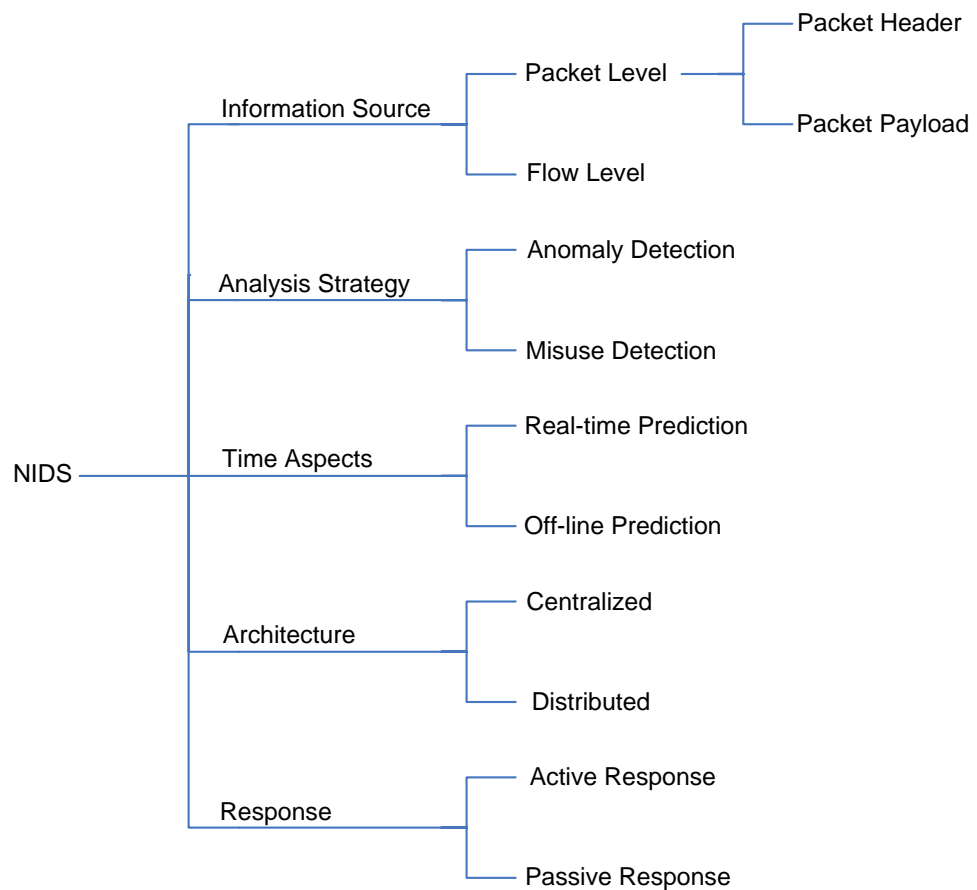 Packet Header
Packet Level
Information Source
Packet Payload
Flow Level
Anomaly Detection
Analysis Strategy
Misuse Detection
Real-time Prediction
Time Aspects
NIDS
Off-line Prediction
Centralized
Architecture
Distributed
Active Response
Response
Passive Response